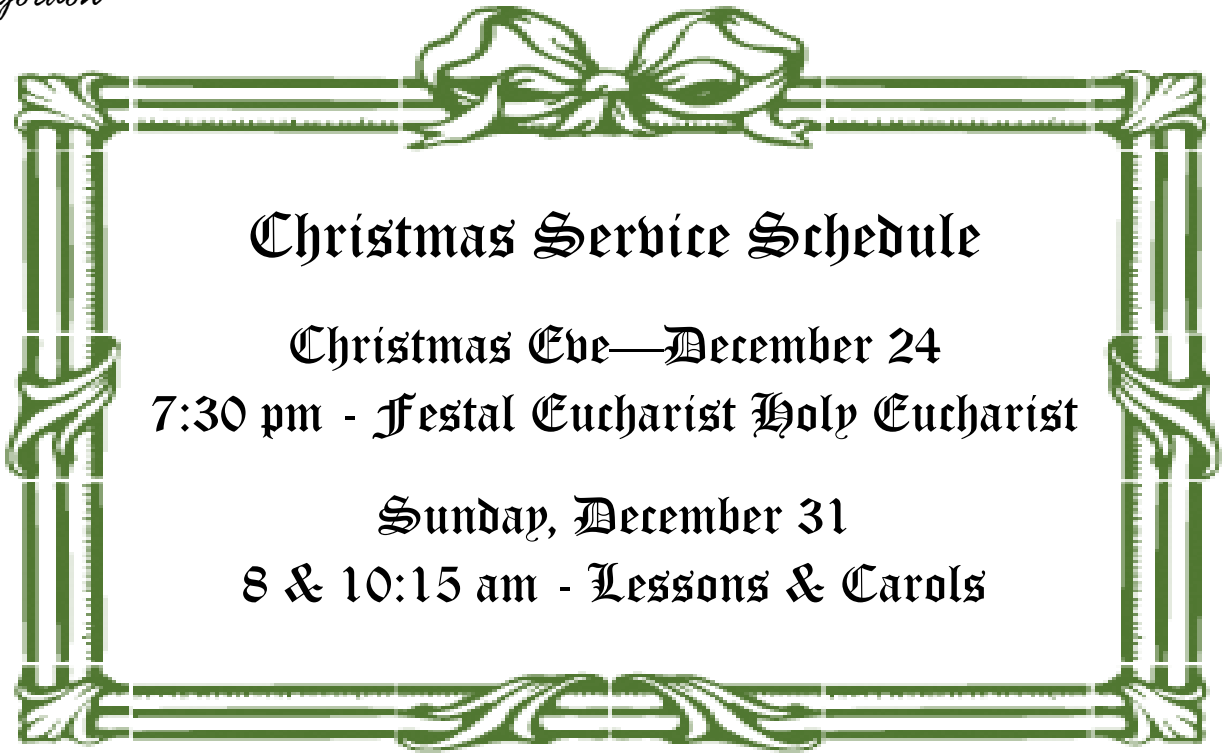 Christmas Service Schedule
Christmas Eve—December 24
7:30 pm - Festal Eucharist Holy Eucharist
Sunday, December 31
8 & 10:15 am - Lessons & Carols